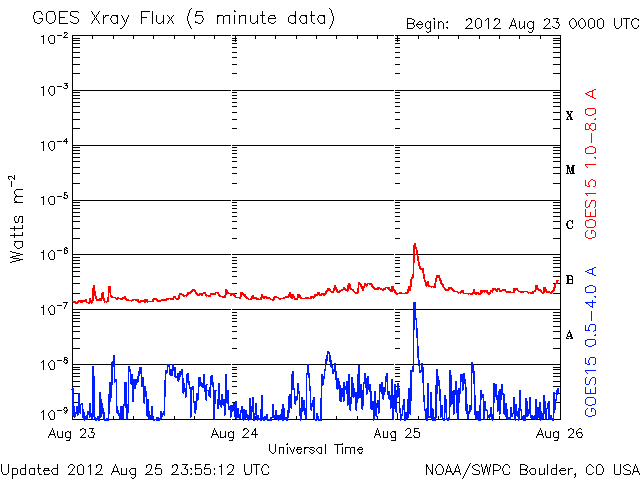 GOES Xray Flux (5 minute data)
Begin: 2012 Aug 23 0000 UTC
10⁻²
10⁻³
10⁻⁴
10⁻⁵
10⁻⁶
10⁻⁷
10⁻⁸
10⁻⁹
Watts m⁻²
X
M
C
B
A
GOES15 1.0-8.0 A
GOES15 0.5-4.0 A
Aug 23
Aug 24
Aug 25
Aug 26
Universal Time
Updated 2012 Aug 25 23:55:12 UTC
NOAA/SWPC Boulder, CO USA